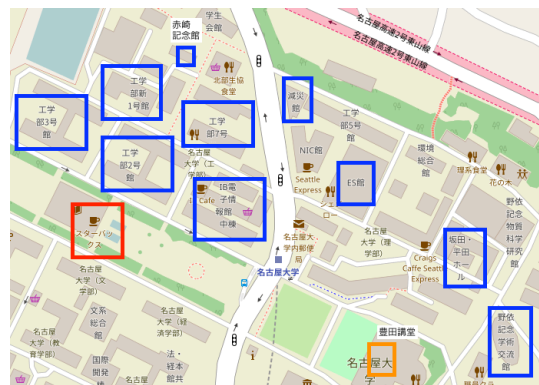 学生
会館
赤崎
記念館
名古屋高速2号東山線
名古屋高速2号東山線
北部生協
食堂
工学
部新
1号館
工学
部3号
館
減災
館
工学
部5号
館
工学
部7号
NIC館
環境
総合
館
工学
部2号
館
名古屋
大学(工
学部)
Seattle
Express
理系食堂
花の木
ES館
IB電
子情
報館
中棟
シェ
ロー
野依
記念
物質
科学
研究
館
スターバ
ックス
名古屋大
学内郵便
局
名古屋
大学(理
学部)
坂田・
平田
ホー
ル
Craigs
Caffe Seattle
Express
名古屋大学
名古屋
大学(文
学部)
文系
総合
館
名古屋
大学(経
済学部)
野依
記念
学術
交流
館
豊田講堂
名古屋
大学(教
育学部)
国際
開発
法・
経本
館共
名古屋大
学